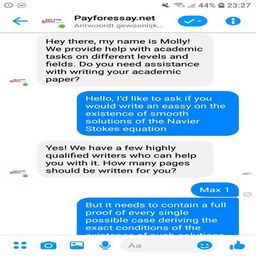 44% 23:27
Payforessay.net
Antwoordt gewoonlijk...
Hey there, my name is Molly!
We provide help with academic
tasks on different levels and
fields. Do you need assistance
with writing your academic
paper?
Hello, I'd like to ask if you
would write an eassy on the
existence of smooth
solutions of the Navier
Stokes equation
Yes! We have a few highly
qualified writers who can help
you with it. How many pages
should be written for you?
Max 1
But it needs to contain a full
proof of every single
possible case deriving the
exact conditions of the
existence of such solutions
Aa